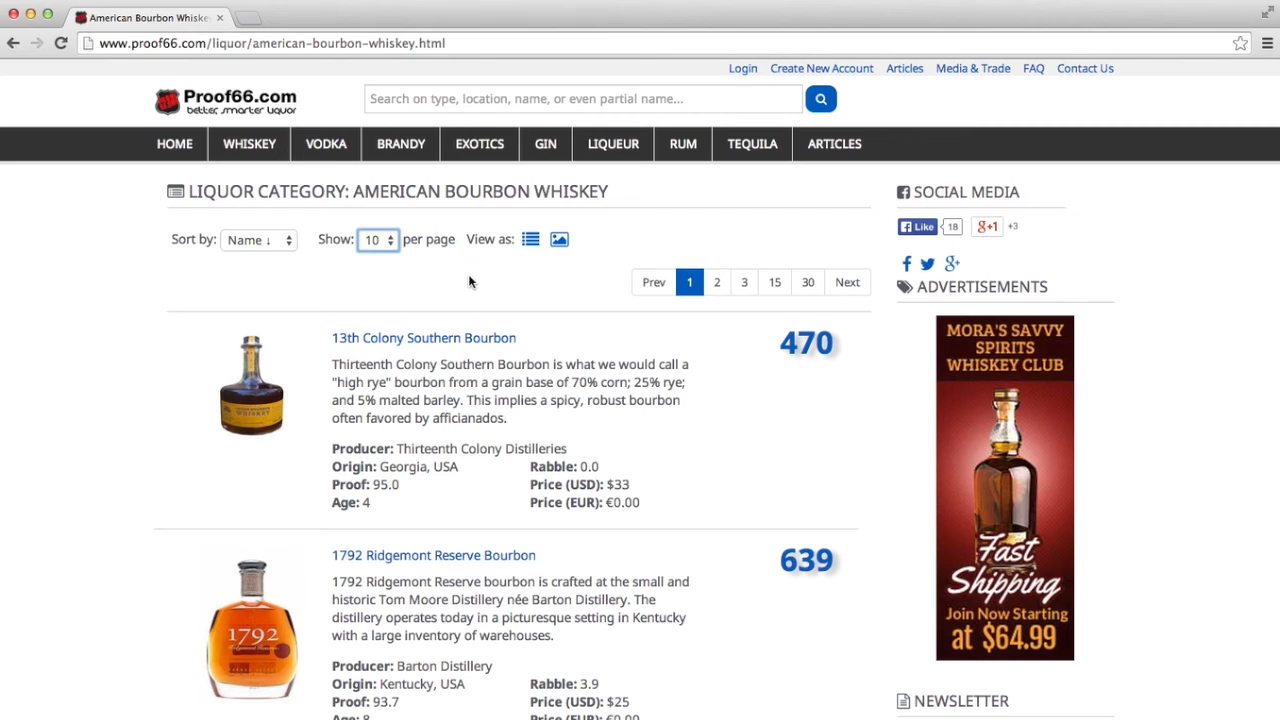 American Bourbon Whiske
www.proof66.com/liquor/american-bourbon-whiskey.html
Login Create New Account Articles Media & Trade FAQ Contact Us
Proof66.com
better, smarter liquor
Search on type, location, name, or even partial name...
HOME WHISKEY VODKA BRANDY EXOTICS GIN LIQUEUR RUM TEQUILA ARTICLES
LIQUOR CATEGORY: AMERICAN BOURBON WHISKEY
Sort by: Name ↓ Show: 10 per page View as:
Prev 1 2 3 15 30 Next
13th Colony Southern Bourbon
470
Thirteenth Colony Southern Bourbon is what we would call a
"high rye" bourbon from a grain base of 70% corn; 25% rye;
and 5% malted barley. This implies a spicy, robust bourbon
often favored by afficianados.
Producer: Thirteenth Colony Distilleries
Origin: Georgia, USA Rabble: 0.0
Proof: 95.0 Price (USD): $33
Age: 4 Price (EUR): €0.00
1792 Ridgemont Reserve Bourbon
639
1792 Ridgemont Reserve bourbon is crafted at the small and
historic Tom Moore Distillery née Barton Distillery. The
distillery operates today in a picturesque setting in Kentucky
with a large inventory of warehouses.
1792
Producer: Barton Distillery
Origin: Kentucky, USA Rabble: 3.9
Proof: 93.7 Price (USD): $25
Age: 8 Price (EUR): €0.00
SOCIAL MEDIA
Like 18 g+1 +3
ADVERTISEMENTS
MORA'S SAVVY
SPIRITS
WHISKEY CLUB
Fast
Shipping
Join Now Starting
at $64.99
NEWSLETTER